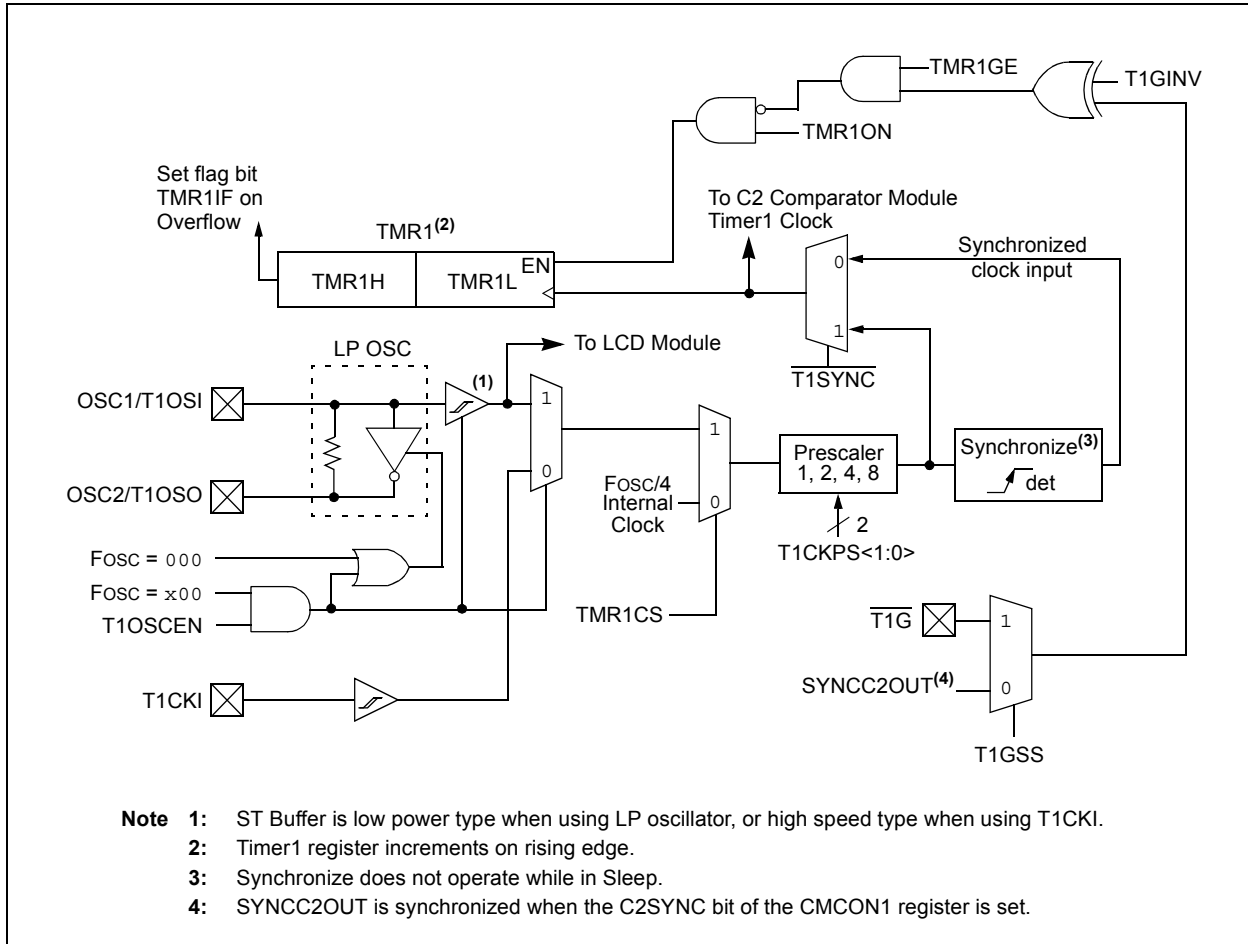 TMR1GE
T1GINV
TMR1ON
Set flag bit
TMR1IF on
Overflow
To C2 Comparator Module
Timer1 Clock
TMR1(2)
EN
TMR1H
TMR1L
0
Synchronized
clock input
1
T1SYNC
To LCD Module
LP OSC
(1)
OSC1/T1OSI
1
1
Prescaler
1, 2, 4, 8
Synchronize(3)
det
0
OSC2/T1OSO
FOSC/4
Internal
Clock
0
2
T1CKPS<1:0>
FOSC = 000
FOSC = x00
T1OSCEN
TMR1CS
T1G
1
T1CKI
SYNCC2OUT(4)
0
T1GSS
Note 1: ST Buffer is low power type when using LP oscillator, or high speed type when using T1CKI.
2: Timer1 register increments on rising edge.
3: Synchronize does not operate while in Sleep.
4: SYNCC2OUT is synchronized when the C2SYNC bit of the CMCON1 register is set.